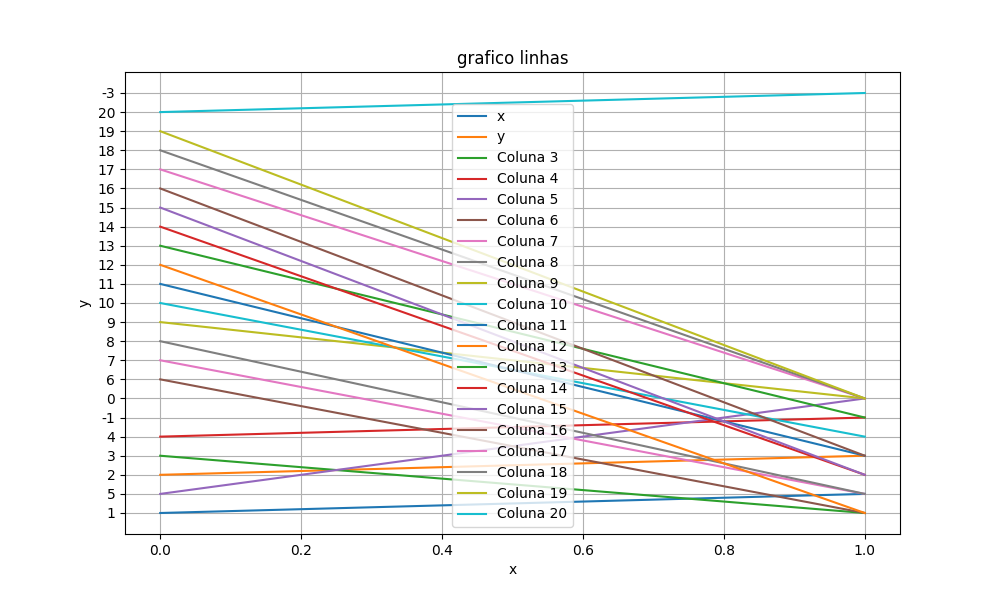 grafico linhas
y
-3
20
19
18
17
16
15
14
13
12
11
10
9
8
7
6
0
-1
4
3
2
5
1
x
y
Coluna 3
Coluna 4
Coluna 5
Coluna 6
Coluna 7
Coluna 8
Coluna 9
Coluna 10
Coluna 11
Coluna 12
Coluna 13
Coluna 14
Coluna 15
Coluna 16
Coluna 17
Coluna 18
Coluna 19
Coluna 20
0.0 0.2 0.4 0.6 0.8 1.0
x